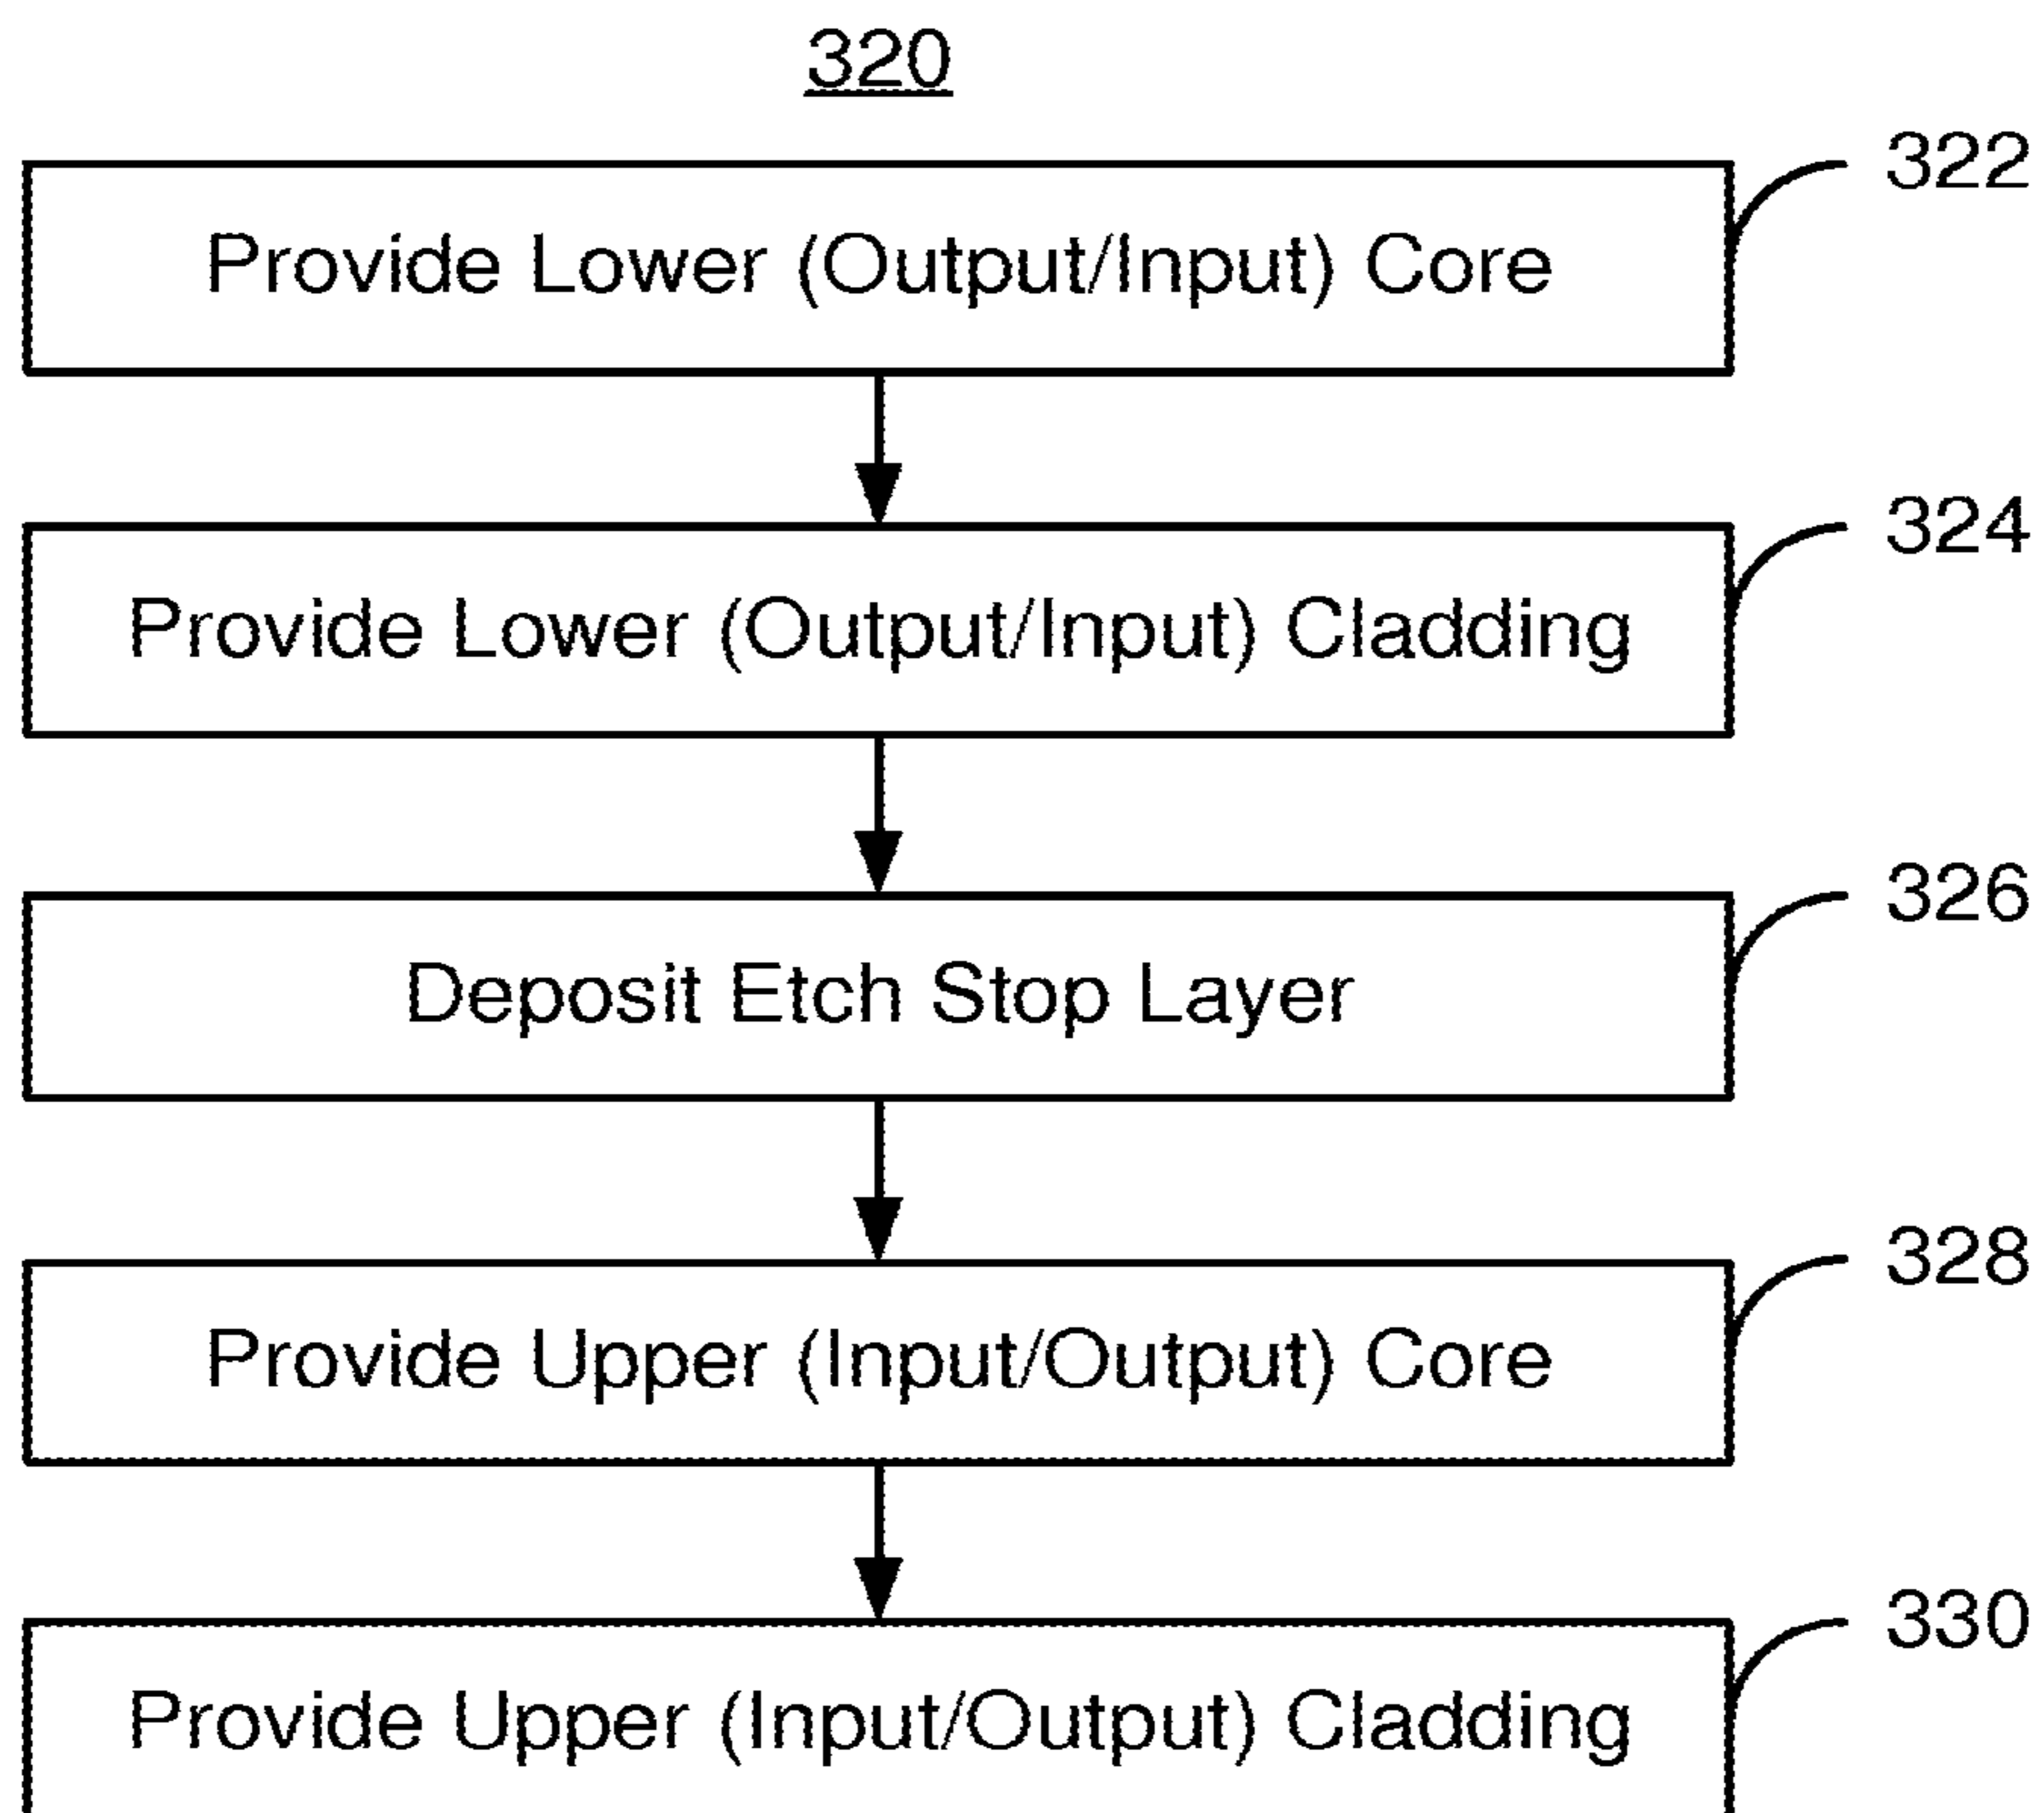 320
322
Provide Lower (Output/Input) Core
324
Provide Lower (Output/Input) Cladding
326
Deposit Etch Stop Layer
328
Provide Upper (Input/Output) Core
330
Provide Upper (Input/Output) Cladding